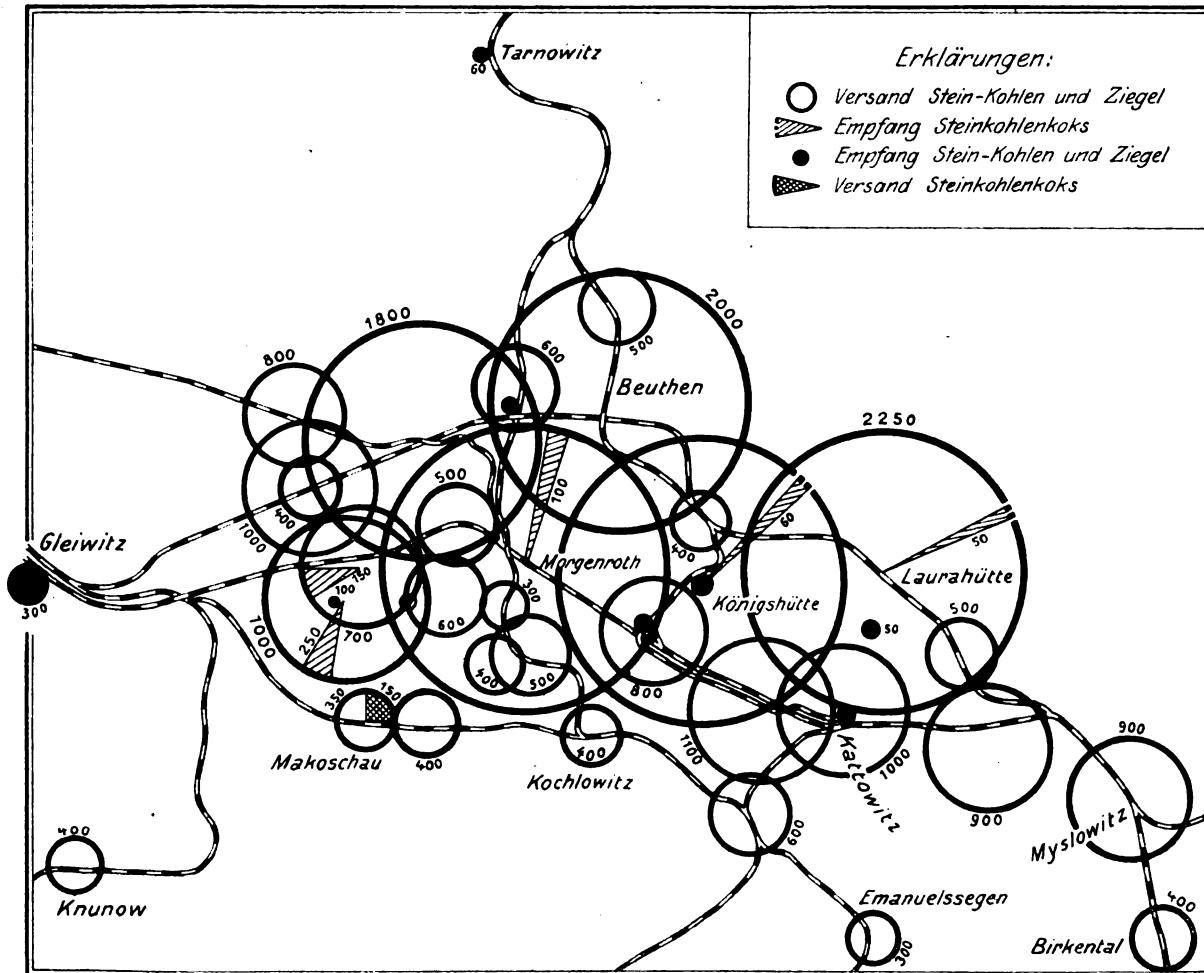 Erklärungen:
Versand Stein-Kohlen und Ziegel
Empfang Steinkohlenkoks
Empfang Stein-Kohlen und Ziegel
Versand Steinkohlenkoks
Tarnowitz
60
2000
500
1800
600
800
Beuthen
2250
500
100
60
400
1000
400
50
Gleiwitz
300
Morgenroth
Laurahütte
150
100
300
Königshütte
700
600
50
500
250
1000
400
500
800
350
150
Makoschau
400
400
Kochlowitz
1100
Kattowitz
1000
900
900
600
Myslowitz
400
Knunow
Emanuelssegen
300
400
Birkental